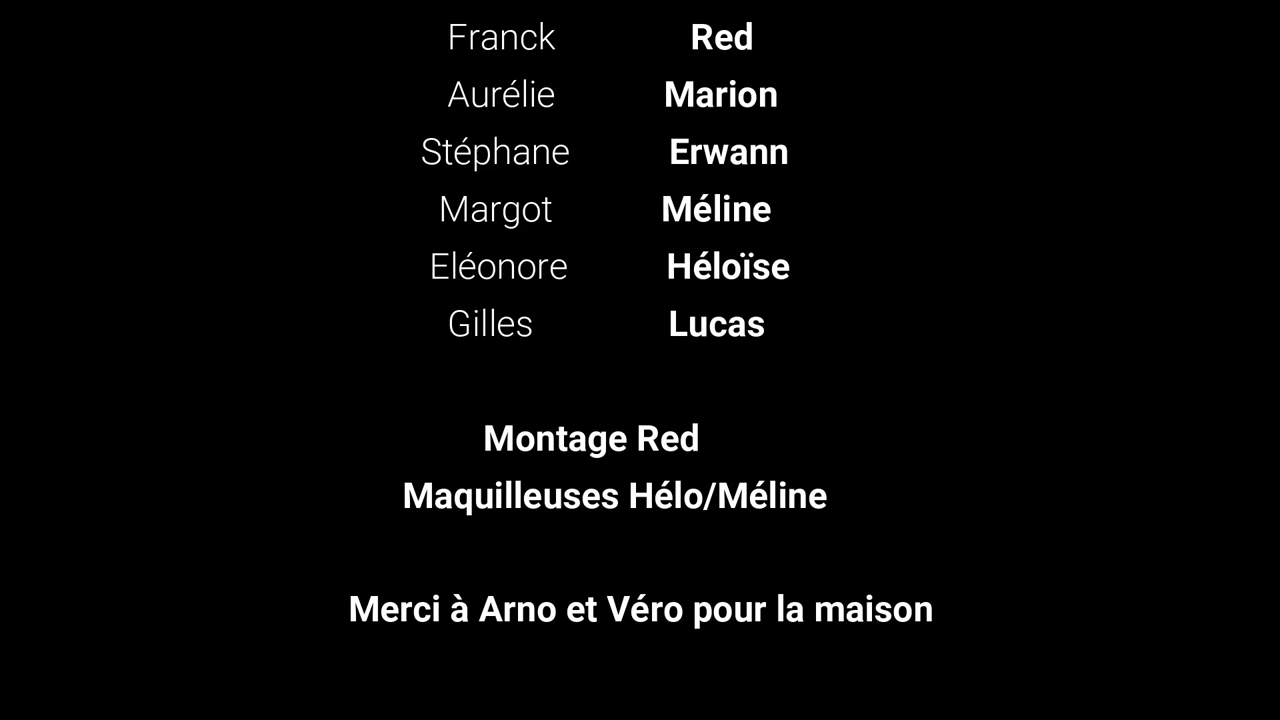 Franck Red
Aurélie Marion
Stéphane Erwann
Margot Méline
Eléonore Héloïse
Gilles Lucas
Montage Red
Maquilleuses Hélo/Méline
Merci à Arno et Véro pour la maison